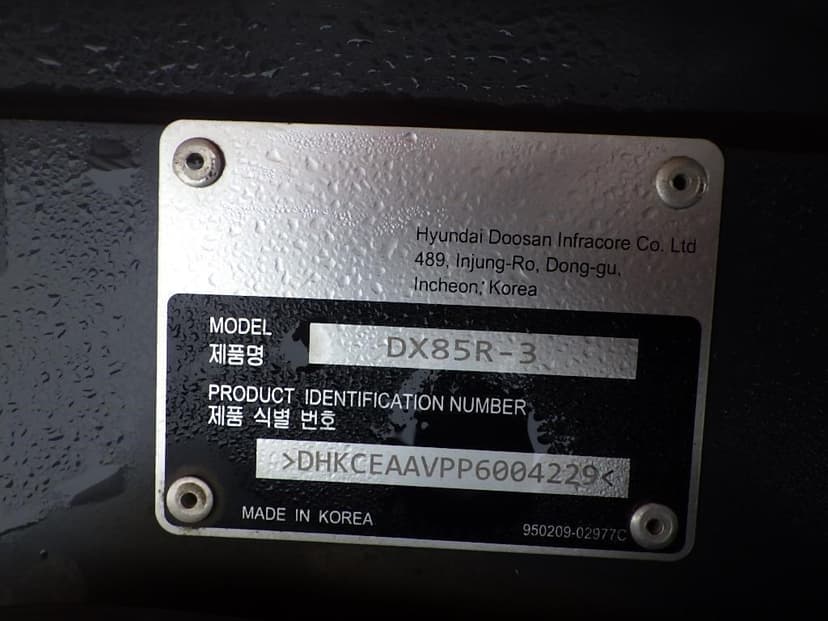 Hyundai Doosan Infracore Co. Ltd
489, Injung-Ro, Dong-gu,
Incheon, Korea
MODEL
제품명
DX85R-3
PRODUCT IDENTIFICATION NUMBER
제품 식별 번호
>DHKCEAAVPP6004229<
MADE IN KOREA
950209-02977C